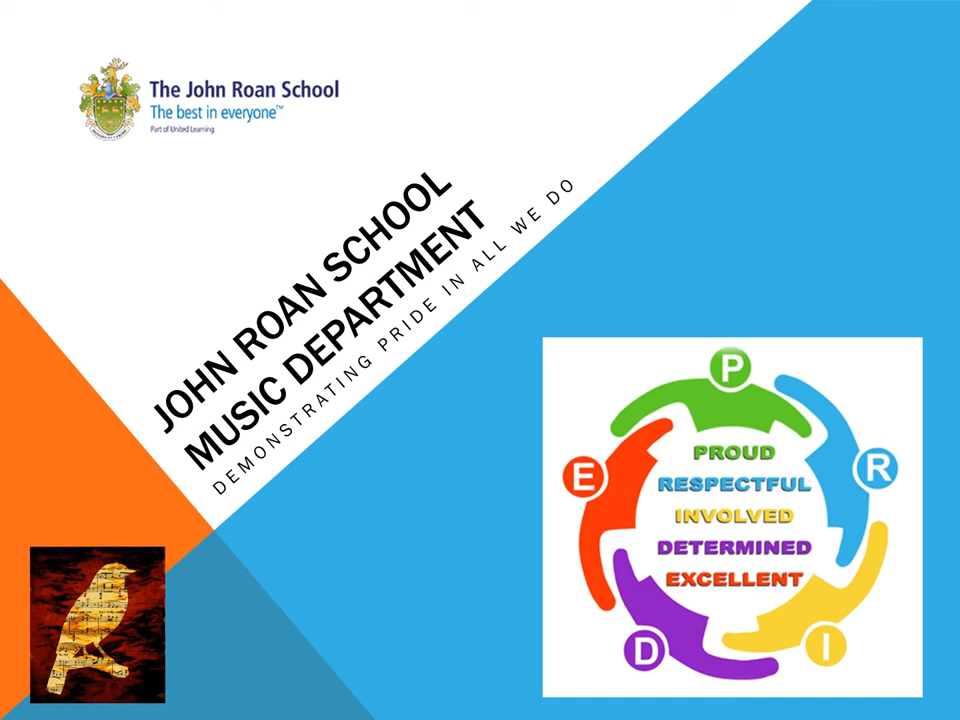 The John Roan School
The best in everyone™
Part of United Learning
JOHN ROAN SCHOOL
MUSIC DEPARTMENT
DEMONSTRATING PRIDE IN ALL WE DO
P
R
I
D
E
PROUD
RESPECTFUL
INVOLVED
DETERMINED
EXCELLENT